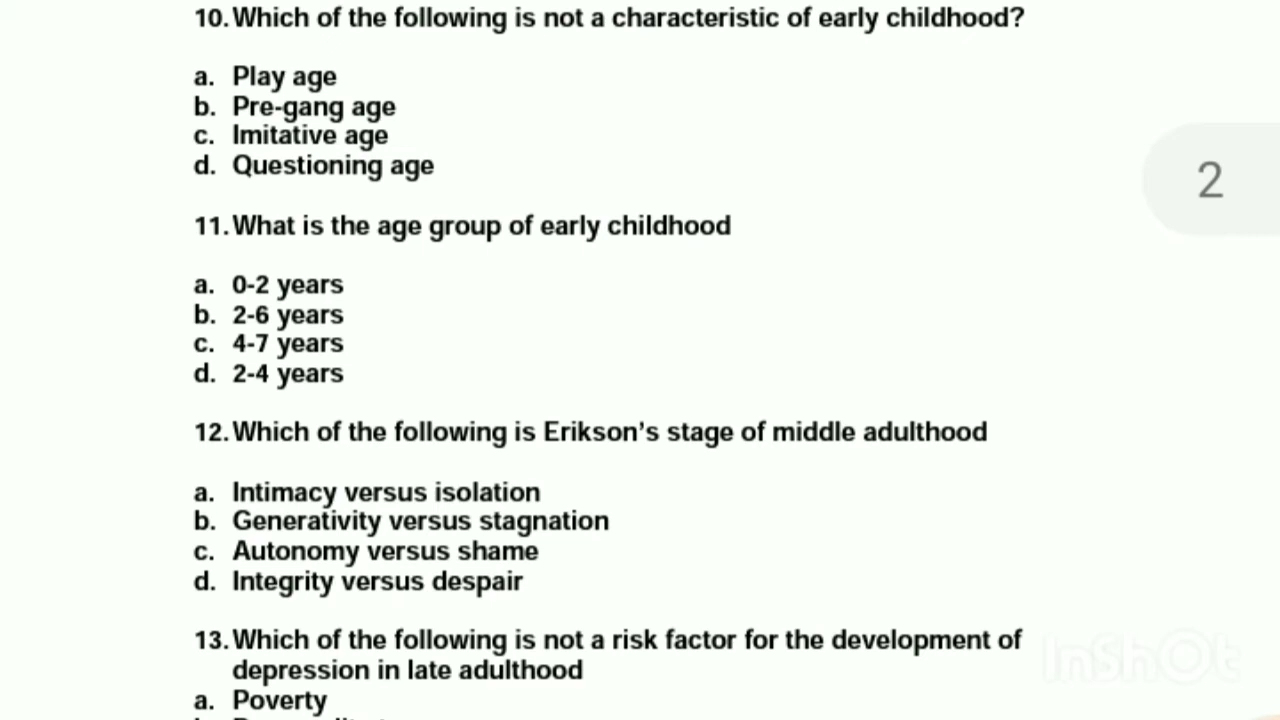 10. Which of the following is not a characteristic of early childhood?
a. Play age
b. Pre-gang age
c. Imitative age
d. Questioning age
2
11. What is the age group of early childhood
a. 0-2 years
b. 2-6 years
c. 4-7 years
d. 2-4 years
12. Which of the following is Erikson's stage of middle adulthood
a. Intimacy versus isolation
b. Generativity versus stagnation
c. Autonomy versus shame
d. Integrity versus despair
13. Which of the following is not a risk factor for the development of
depression in late adulthood
InShOt
a. Poverty